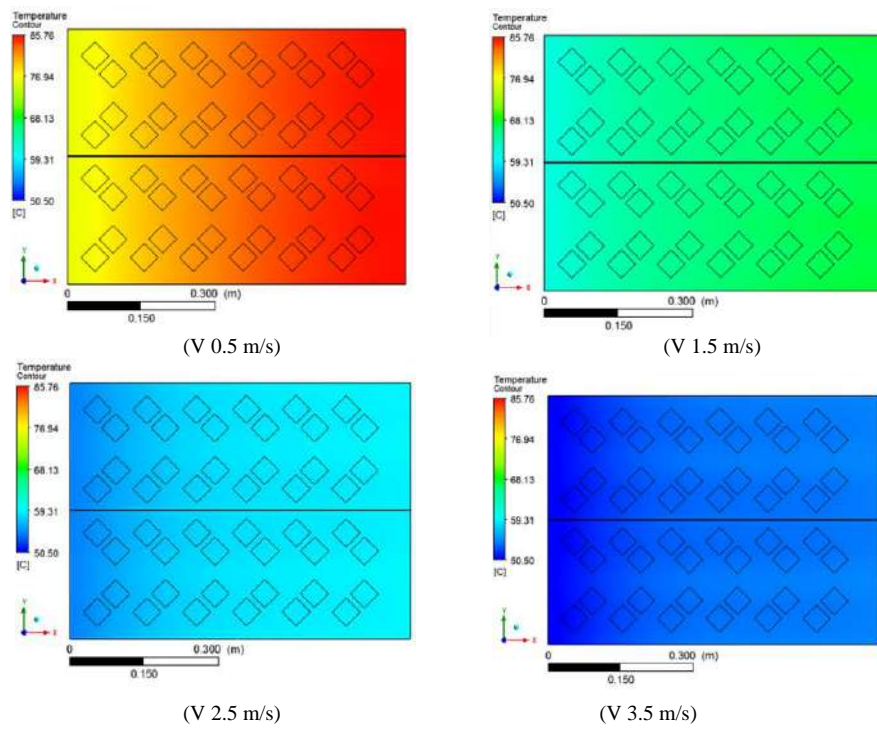 Temperature
Contour
85.76
76.94
68.13
59.31
50.50
[C]
Y
X
0
0.300 (m)
0.150
(V 0.5 m/s)
Temperature
Contour
85.76
76.94
68.13
59.31
50.50
[C]
Y
X
0
0.300 (m)
0.150
(V 1.5 m/s)
Temperature
Contour
85.76
76.94
68.13
59.31
50.50
[C]
Y
X
0
0.300 (m)
0.150
(V 2.5 m/s)
Temperature
Contour
85.76
76.94
68.13
59.31
50.50
[C]
Y
X
0
0.300 (m)
0.150
(V 3.5 m/s)